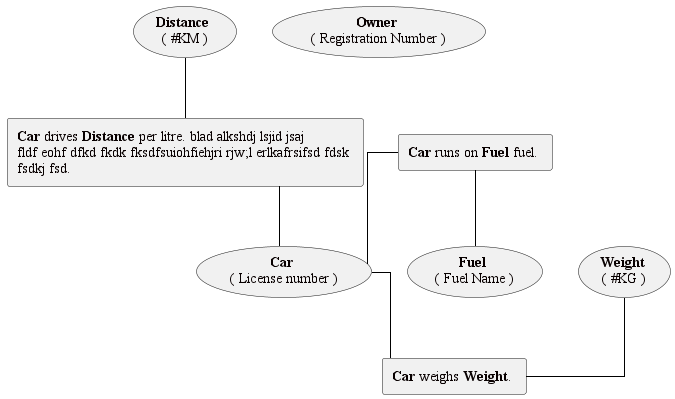 Distance
( #KM )
Owner
( Registration Number )
Car drives Distance per litre. blad alkshdj lsjid jsaj
fldf eohf dfkd fkdk fksdfsuiohfiehjri rjw;l erlkafrsifsd fdsk
fsdkj fsd.
Car runs on Fuel fuel.
Car
( License number )
Fuel
( Fuel Name )
Weight
( #KG )
Car weighs Weight.